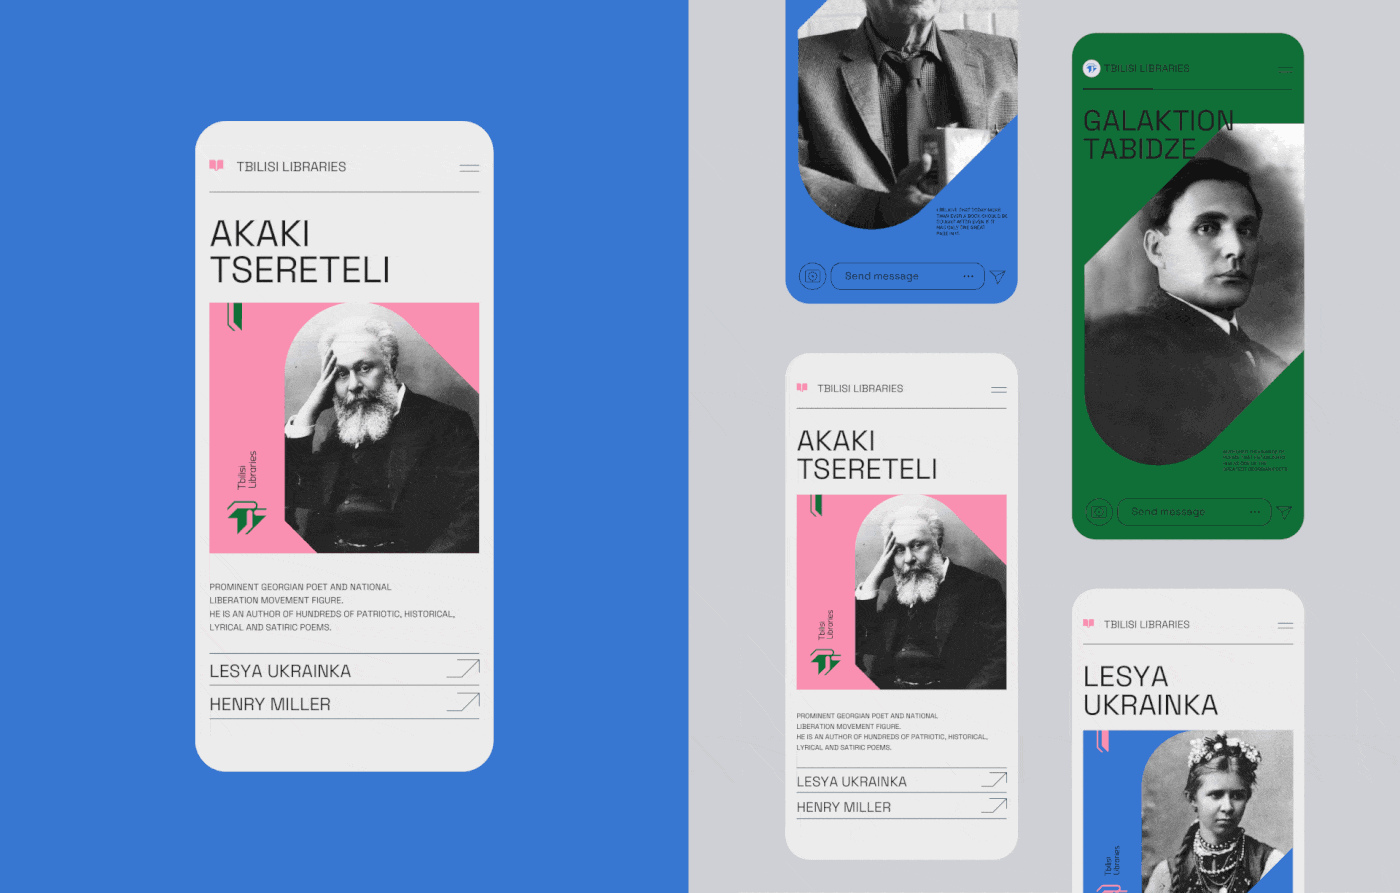 TBILISI LIBRARIES
AKAKI
TSERETELI
Tbilisi
Libraries
PROMINENT GEORGIAN POET AND NATIONAL
LIBERATION MOVEMENT FIGURE.
HE IS AN AUTHOR OF HUNDREDS OF PATRIOTIC, HISTORICAL,
LYRICAL AND SATIRIC POEMS.
LESYA UKRAINKA
HENRY MILLER
Send message
TBILISI LIBRARIES
AKAKI
TSERETELI
Tbilisi
Libraries
PROMINENT GEORGIAN POET AND NATIONAL
LIBERATION MOVEMENT FIGURE.
HE IS AN AUTHOR OF HUNDREDS OF PATRIOTIC, HISTORICAL,
LYRICAL AND SATIRIC POEMS.
LESYA UKRAINKA
HENRY MILLER
TBILISI LIBRARIES
GALAKTION
TABIDZE
Send message
TBILISI LIBRARIES
LESYA
UKRAINKA
Tbilisi
Libraries